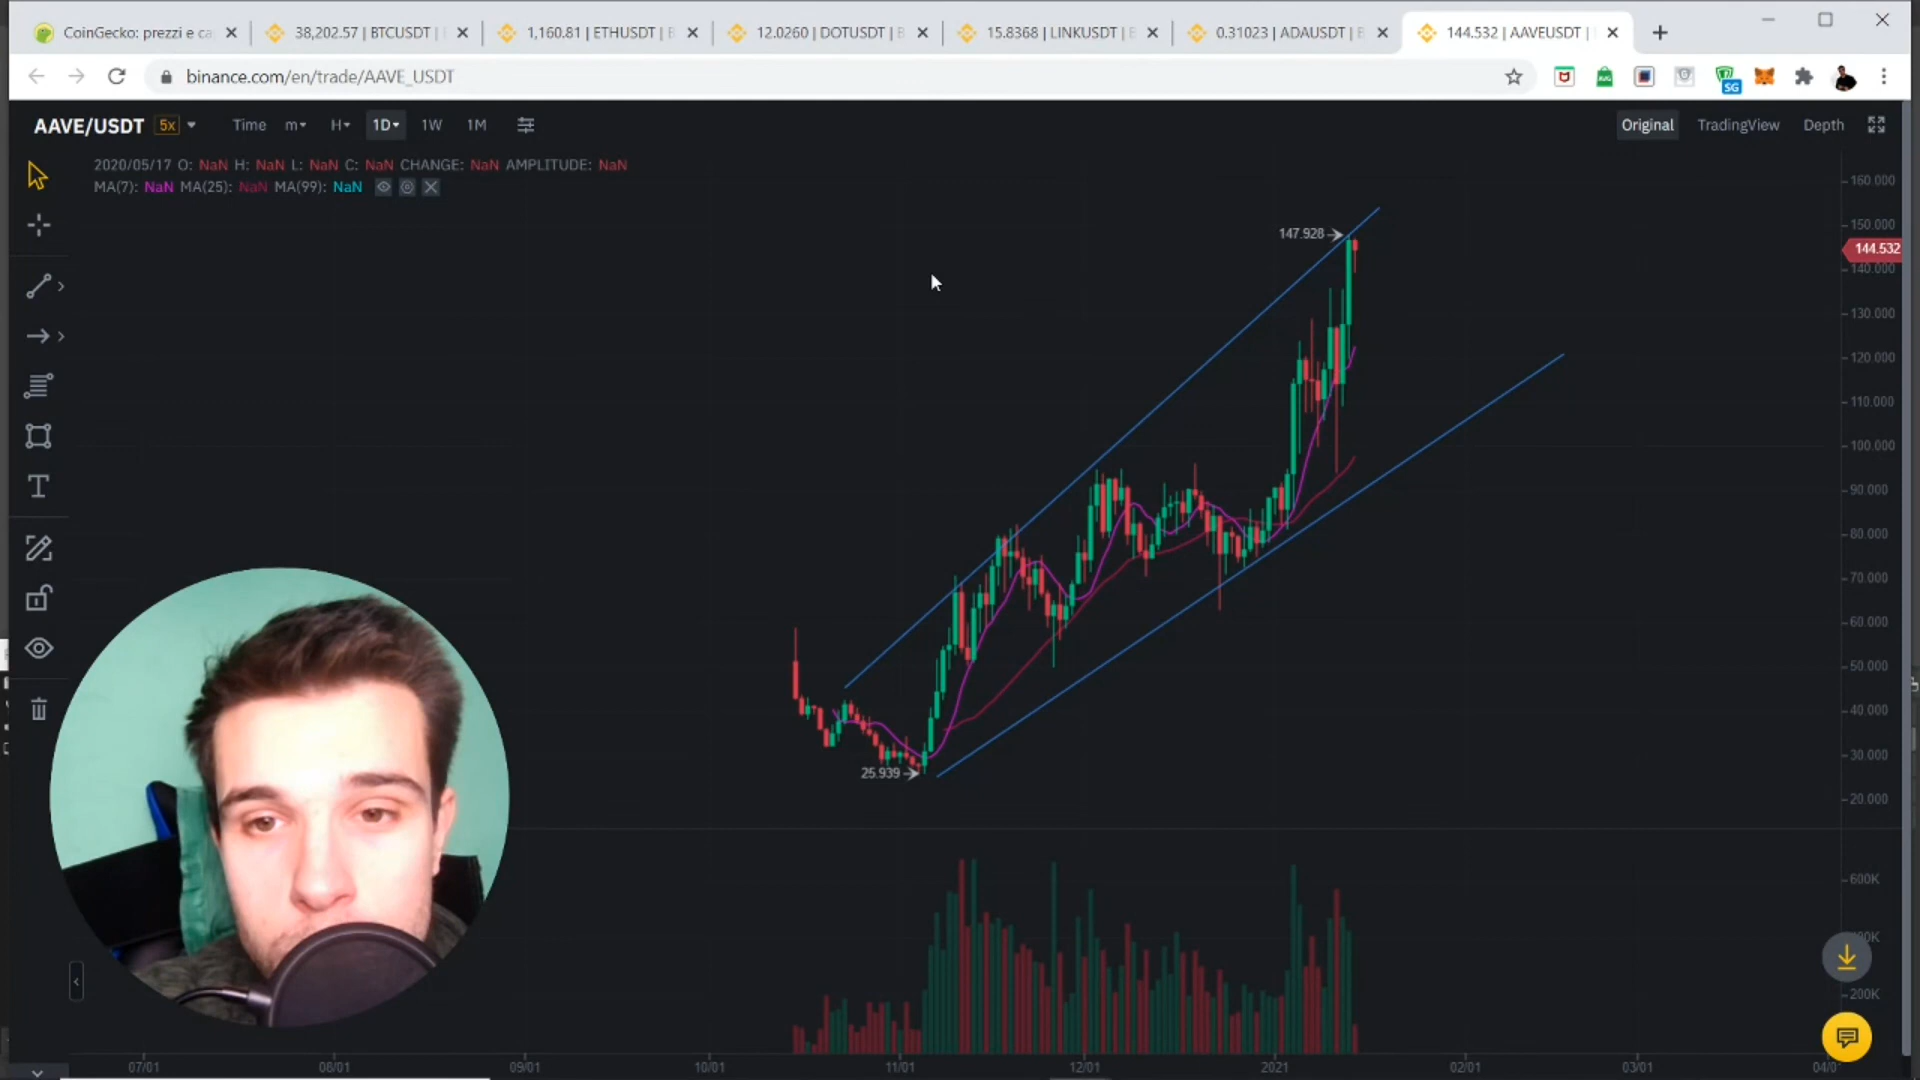 CoinGecko: prezzi e ca
38,202.57 | BTCUSDT |
1,160.81 | ETHUSDT | B
12.0260 | DOTUSDT | B
15.8368 | LINKUSDT | B
0.31023 | ADAUSDT | B
144.532 | AAVEUSDT |
binance.com/en/trade/AAVE_USDT
SG
AAVE/USDT 5x Time m H 1D 1W 1M
Original TradingView Depth
2020/05/17 O: NaN H: NaN L: NaN C: NaN CHANGE: NaN AMPLITUDE: NaN
MA(7): NaN MA(25): NaN MA(99): NaN
160.000
150.000
147.928
144.532
140.000
130.000
120.000
110.000
100.000
90.000
80.000
70.000
60.000
50.000
40.000
30.000
25.939
20.000
600K
200K
07/01 08/01 09/01 10/01 11/01 12/01 2021 02/01 03/01